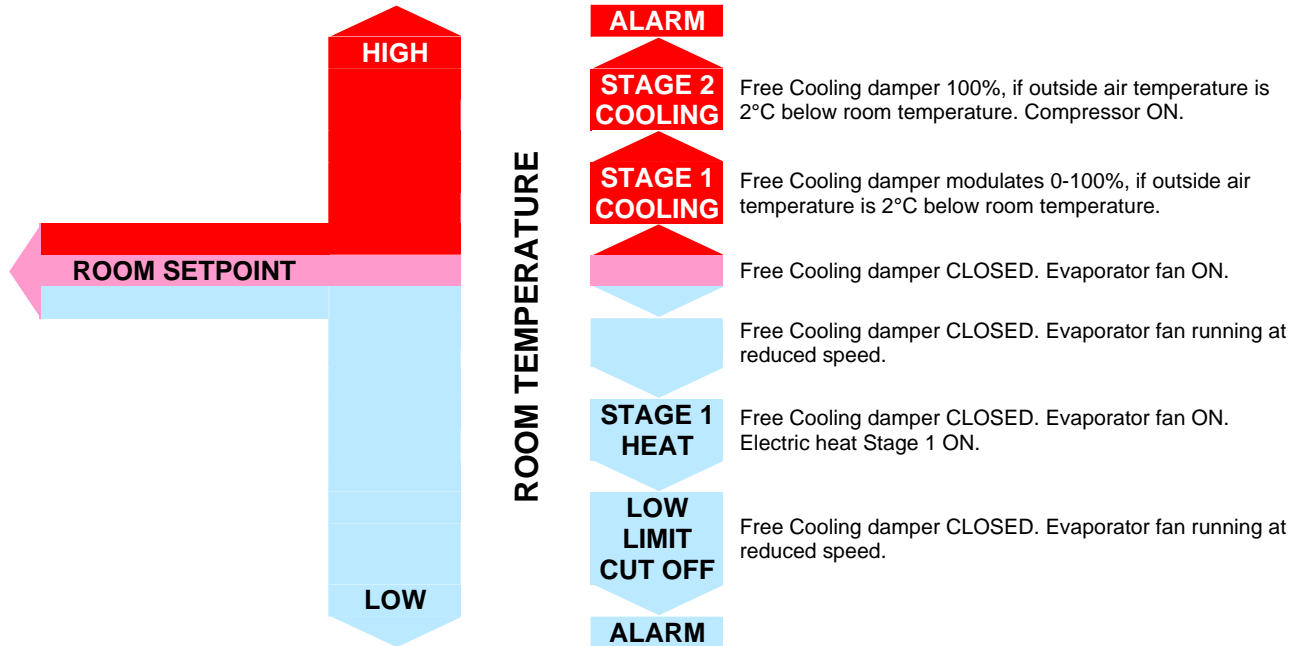 HIGH
ROOM SETPOINT
LOW
ROOM TEMPERATURE
ALARM
STAGE 2
COOLING
Free Cooling damper 100%, if outside air temperature is
2°C below room temperature. Compressor ON.
STAGE 1
COOLING
Free Cooling damper modulates 0-100%, if outside air
temperature is 2°C below room temperature.
Free Cooling damper CLOSED. Evaporator fan ON.
Free Cooling damper CLOSED. Evaporator fan running at
reduced speed.
STAGE 1
HEAT
Free Cooling damper CLOSED. Evaporator fan ON.
Electric heat Stage 1 ON.
LOW
LIMIT
CUT OFF
Free Cooling damper CLOSED. Evaporator fan running at
reduced speed.
ALARM